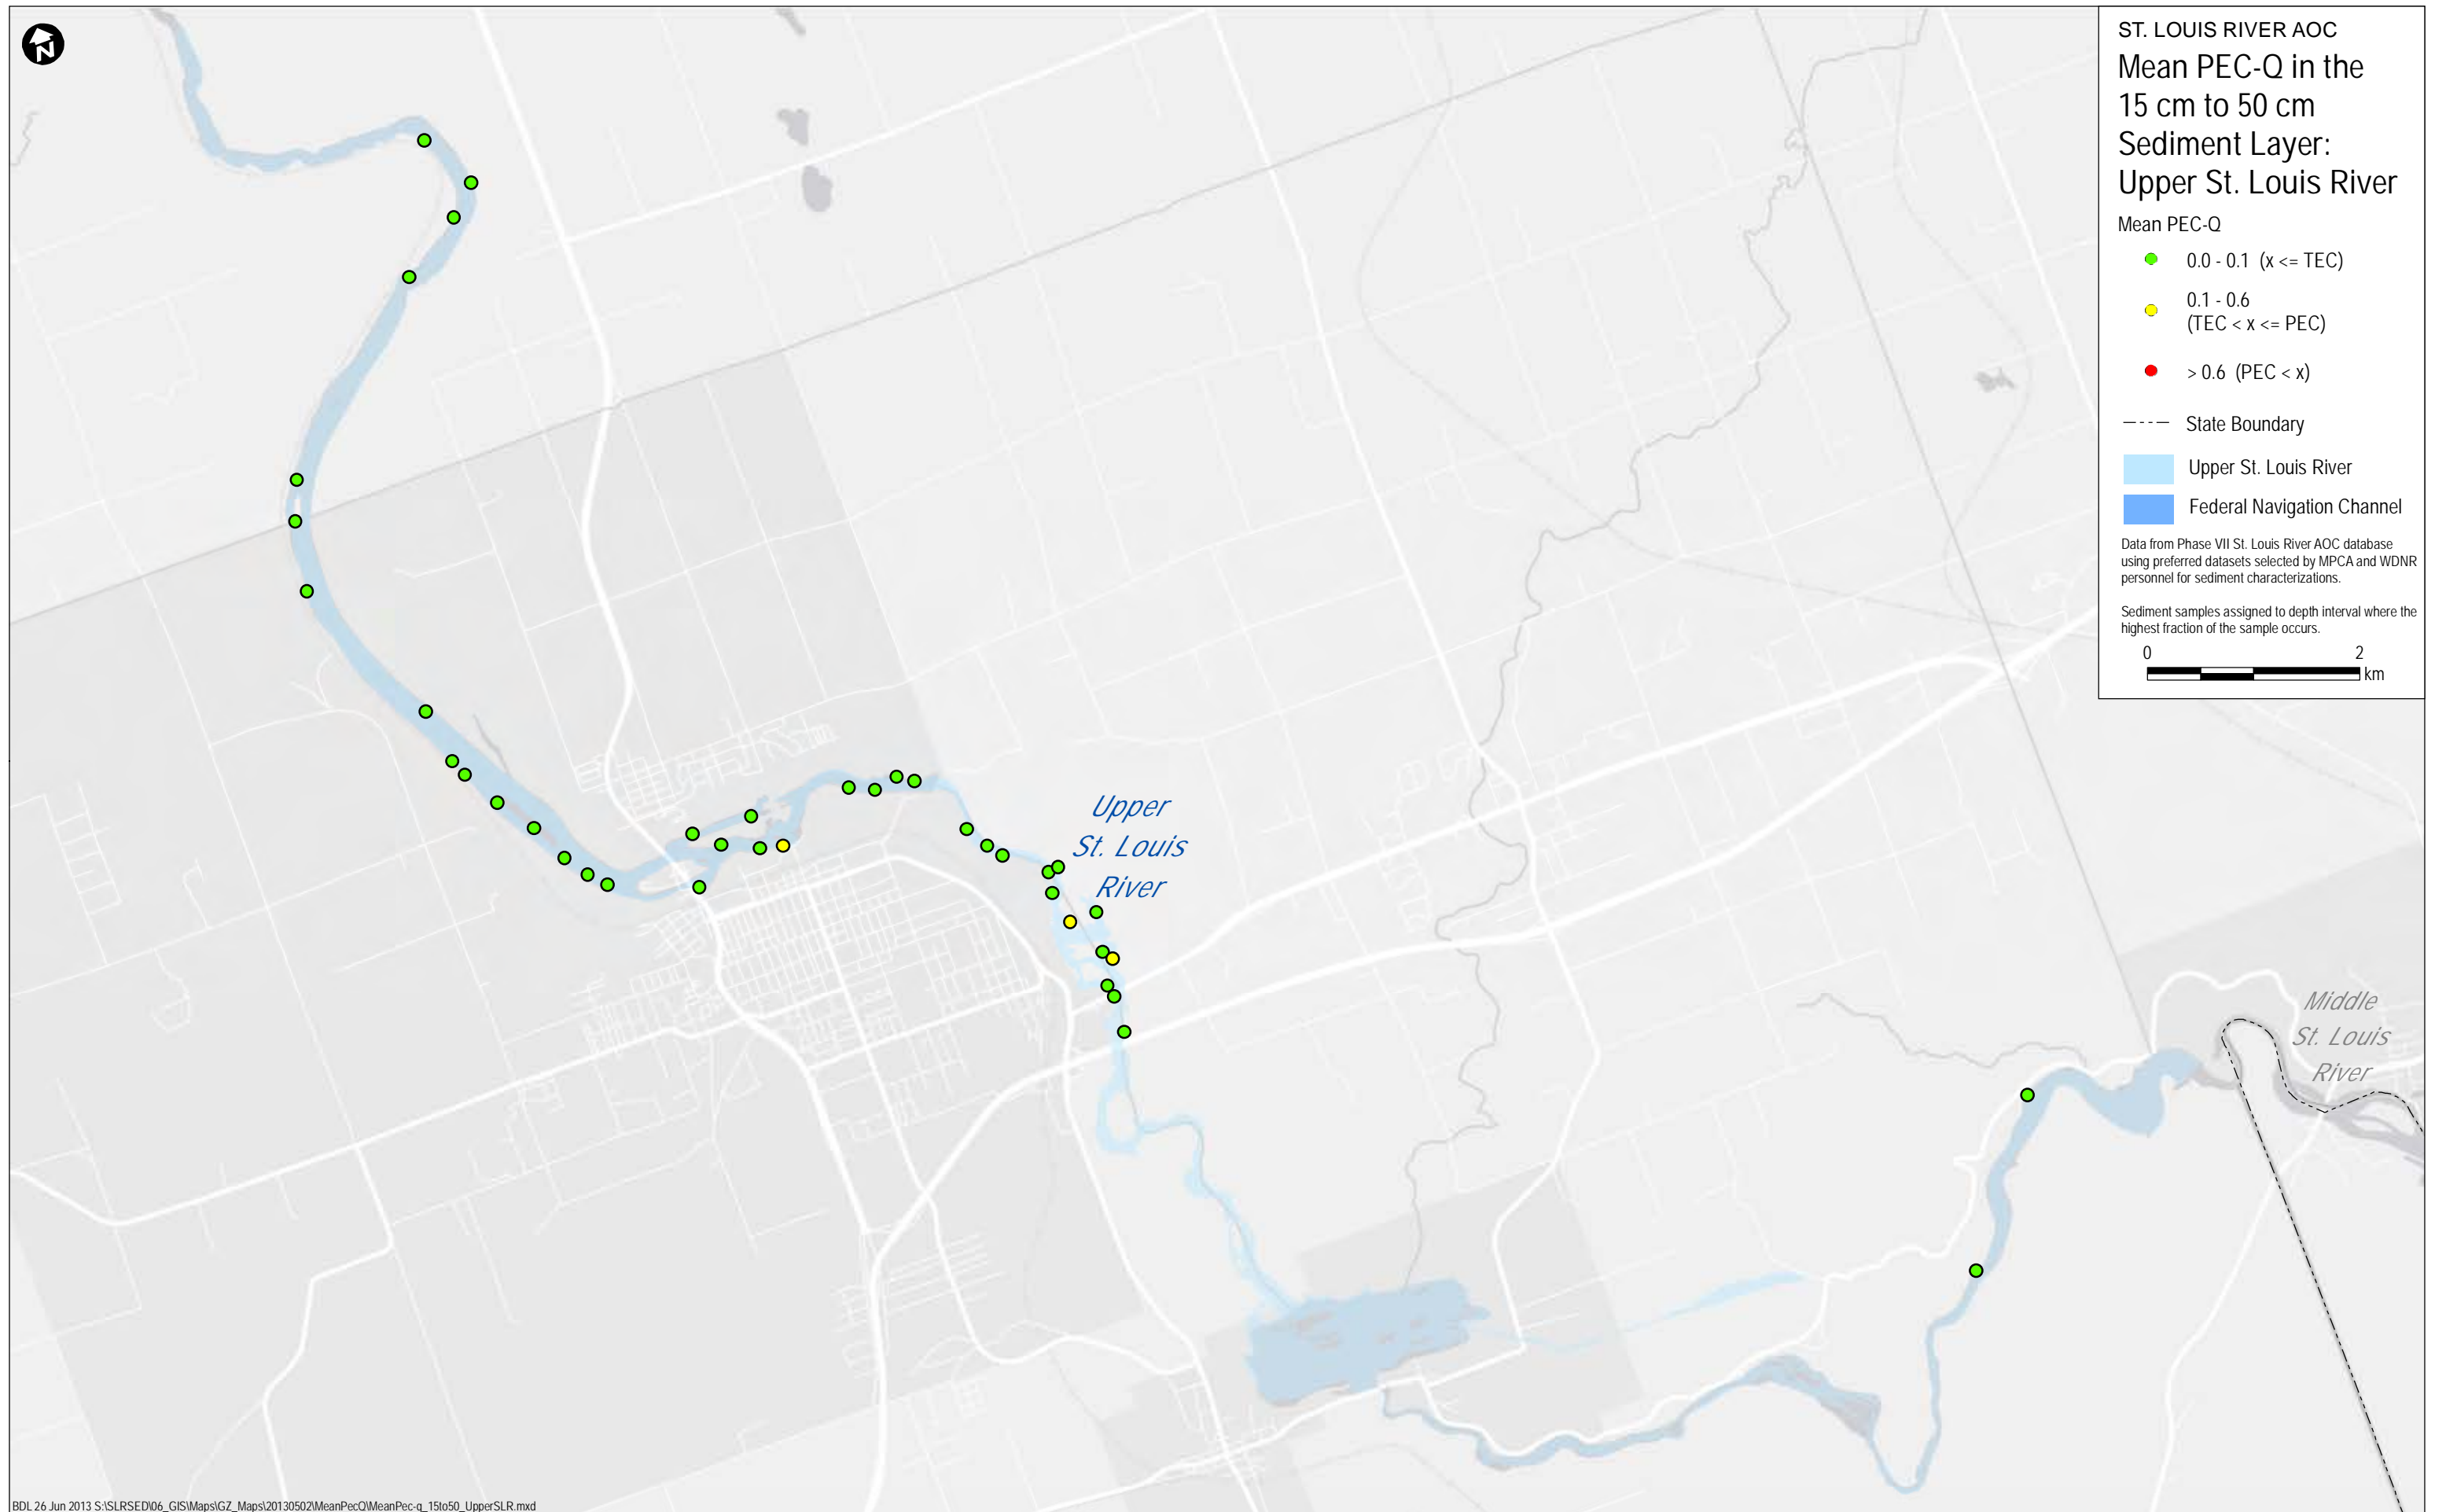 N
ST. LOUIS RIVER AOC
Mean PEC-Q in the
15 cm to 50 cm
Sediment Layer:
Upper St. Louis River
Mean PEC-Q
0.0 - 0.1 (x <= TEC)
0.1 - 0.6
(TEC < x <= PEC)
> 0.6 (PEC < x)
State Boundary
Upper St. Louis River
Federal Navigation Channel
Data from Phase VII St. Louis River AOC database
using preferred datasets selected by MPCA and WDNR
personnel for sediment characterizations.
Sediment samples assigned to depth interval where the
highest fraction of the sample occurs.
0 2
km
Upper
St. Louis
River
Middle
St. Louis
River
BDL 26 Jun 2013 S:\SLRSED\06_GIS\Maps\GZ_Maps\20130502\MeanPecQ\MeanPec-q_15to50_UpperSLR.mxd